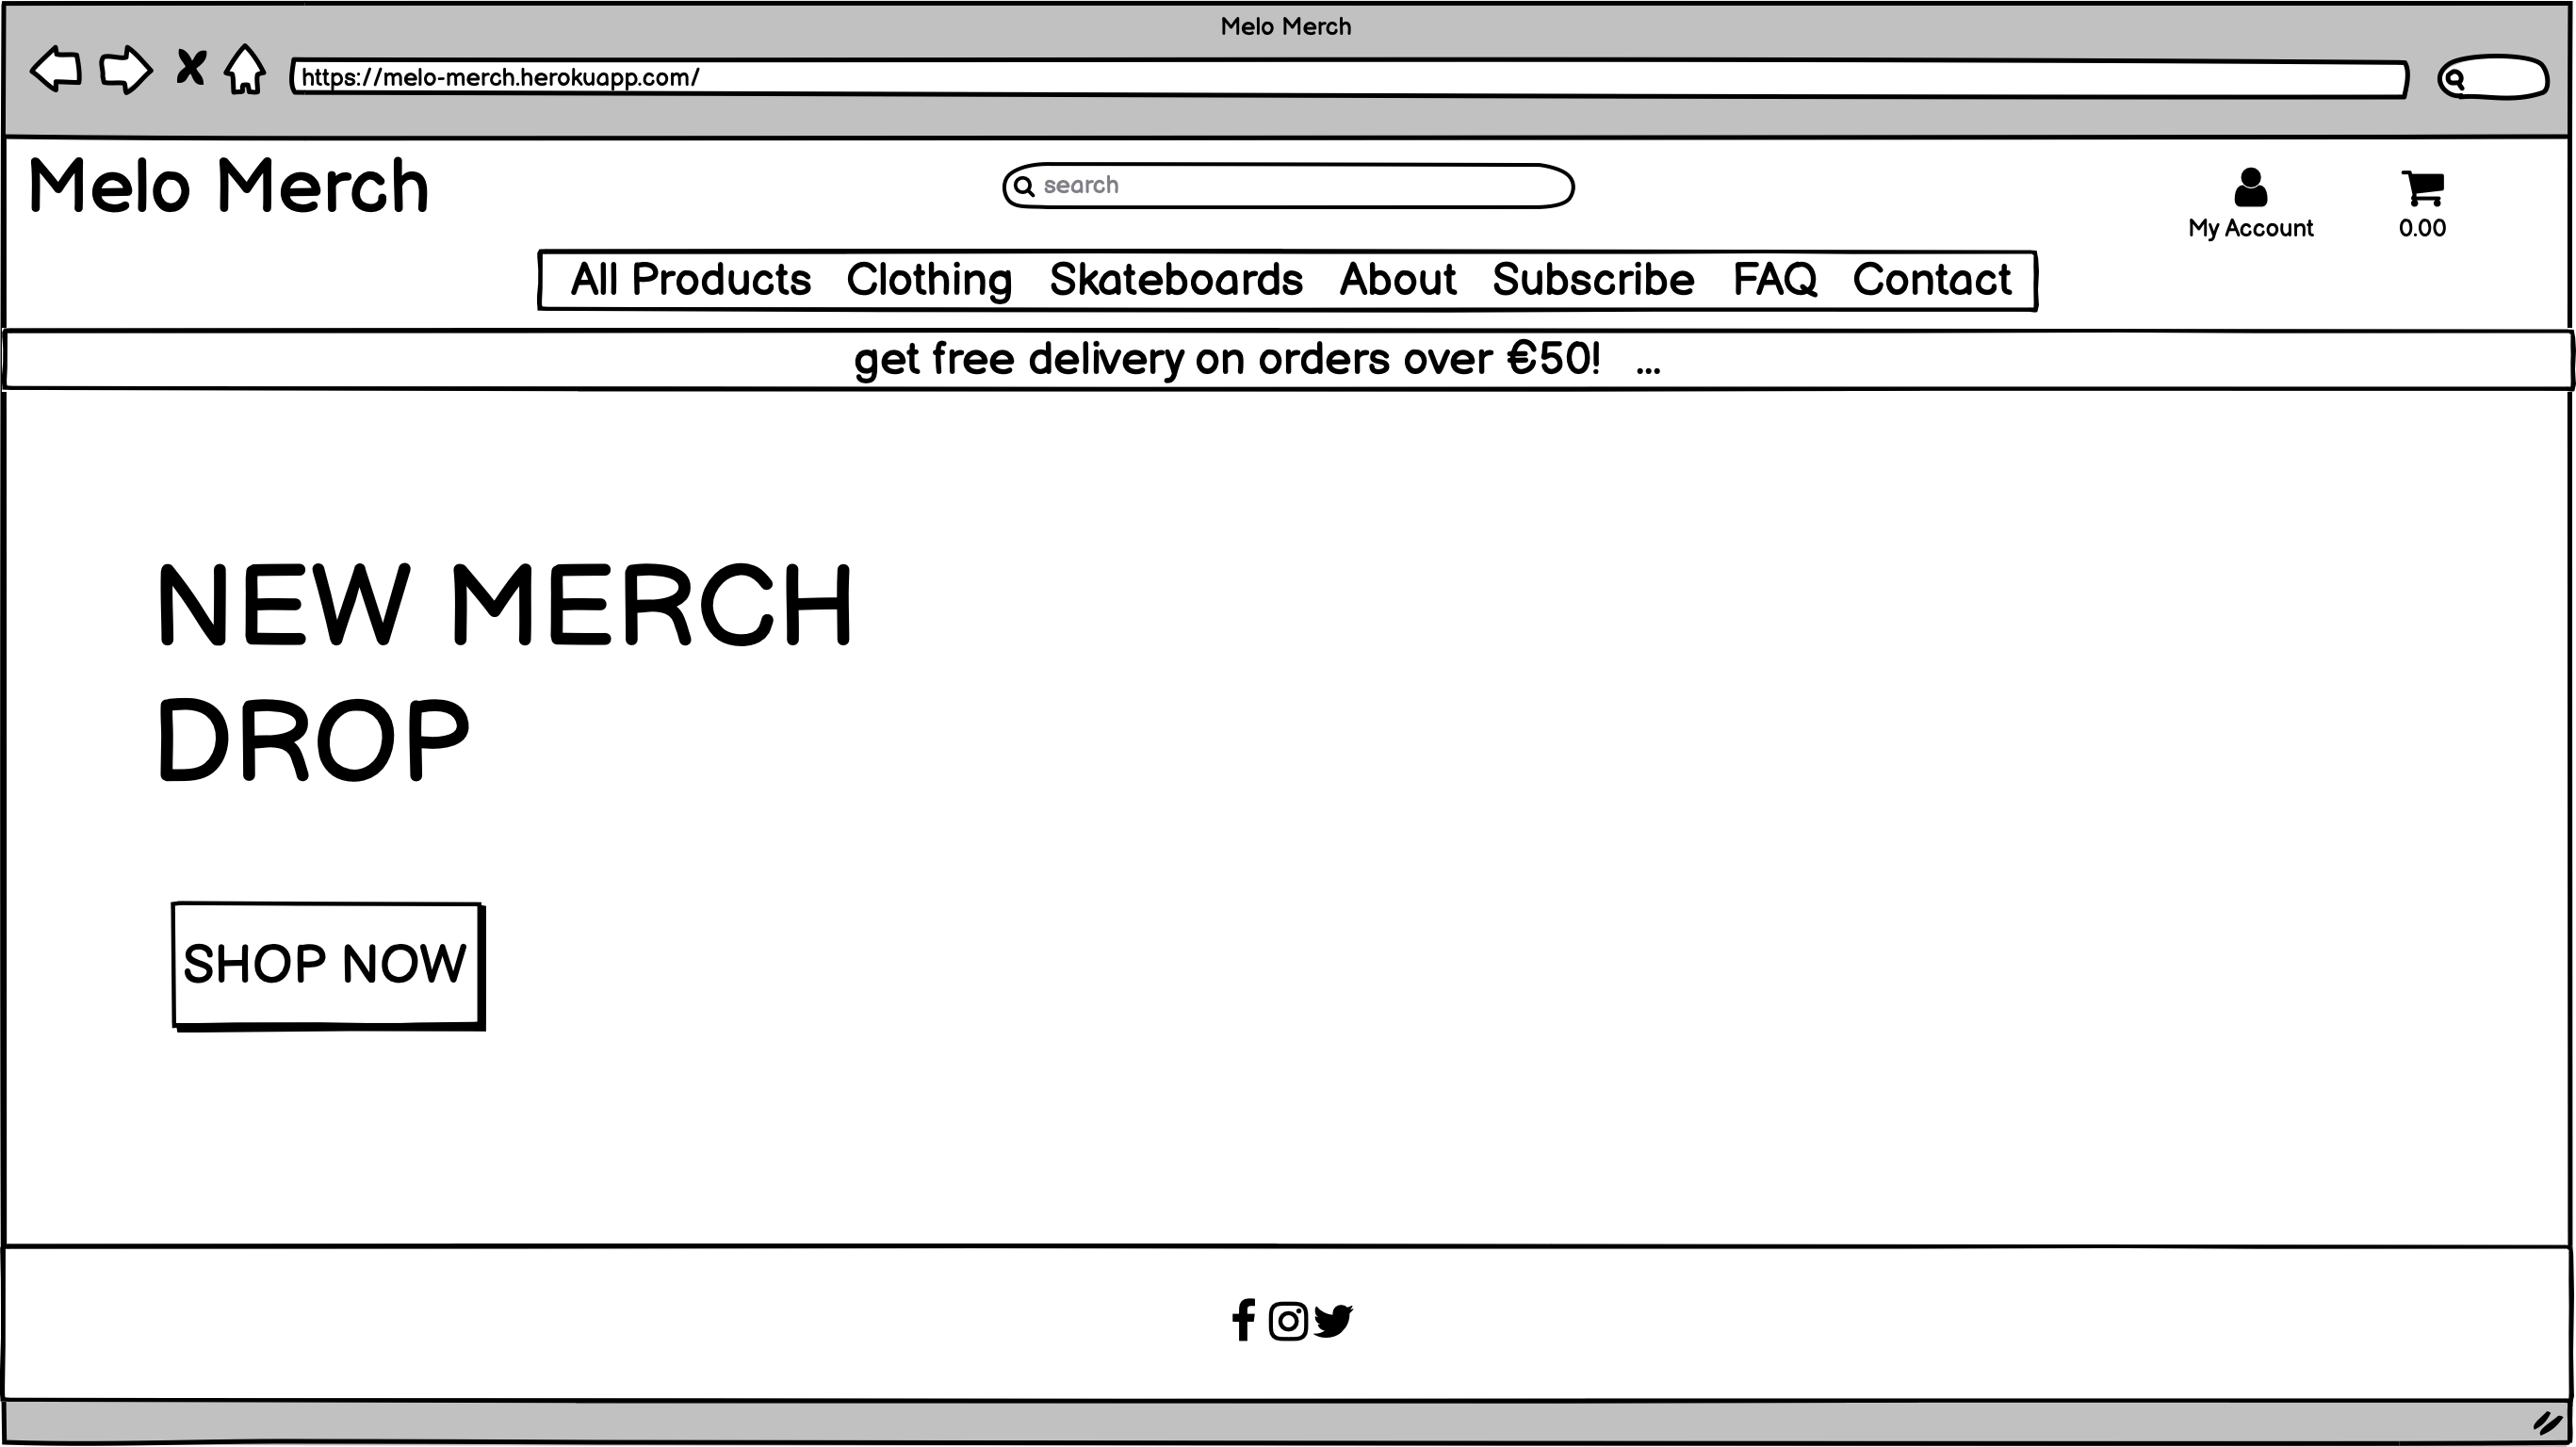 Melo Merch
https://melo-merch.herokuapp.com/
Melo Merch
search
My Account
0.00
All Products Clothing Skateboards About Subscribe FAQ Contact
get free delivery on orders over €50! ...
NEW MERCH
DROP
SHOP NOW